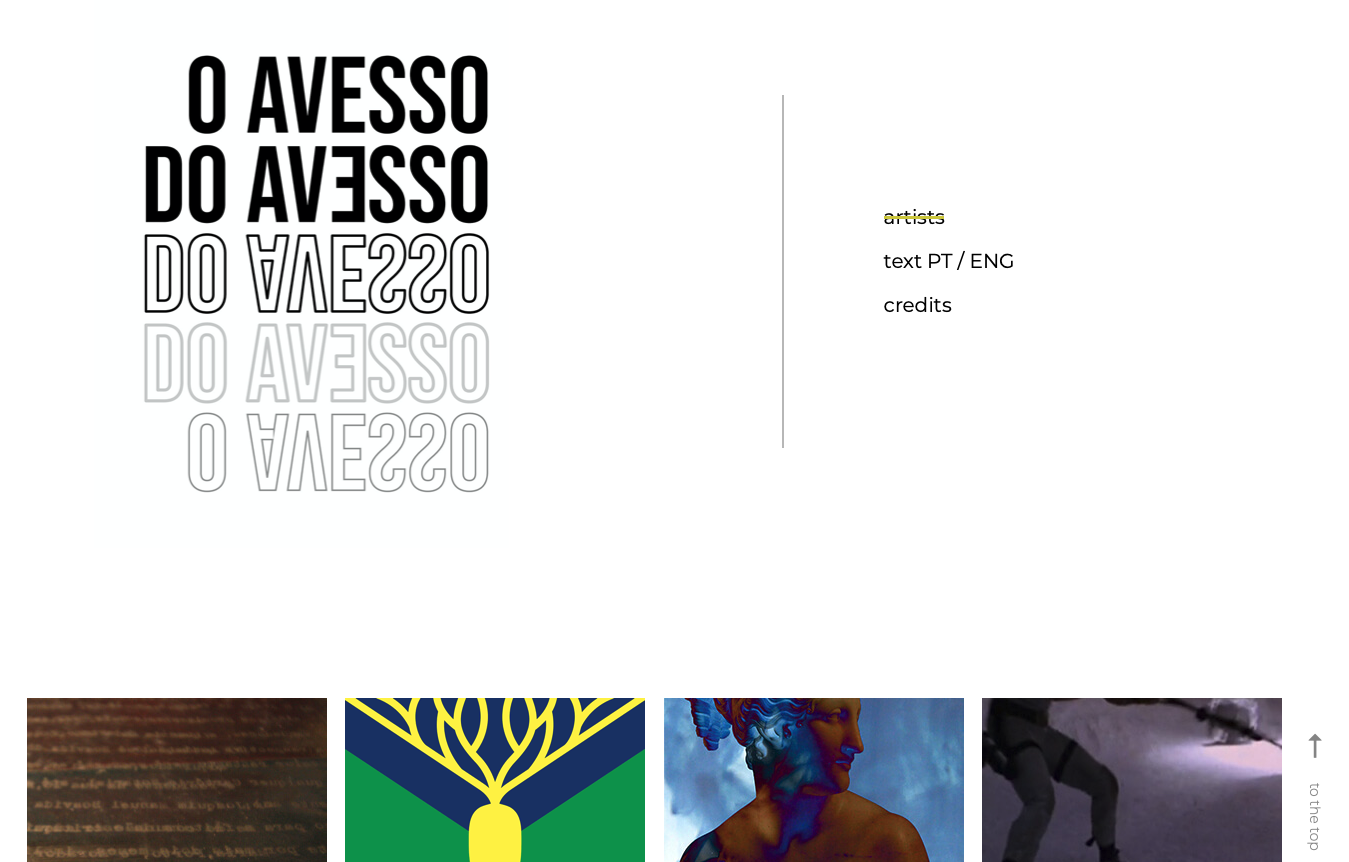 O AVESSO
DO AVESSO
DO AVESSO
DO AVESSO
O AVESSO
artists
text PT / ENG
credits
to the top